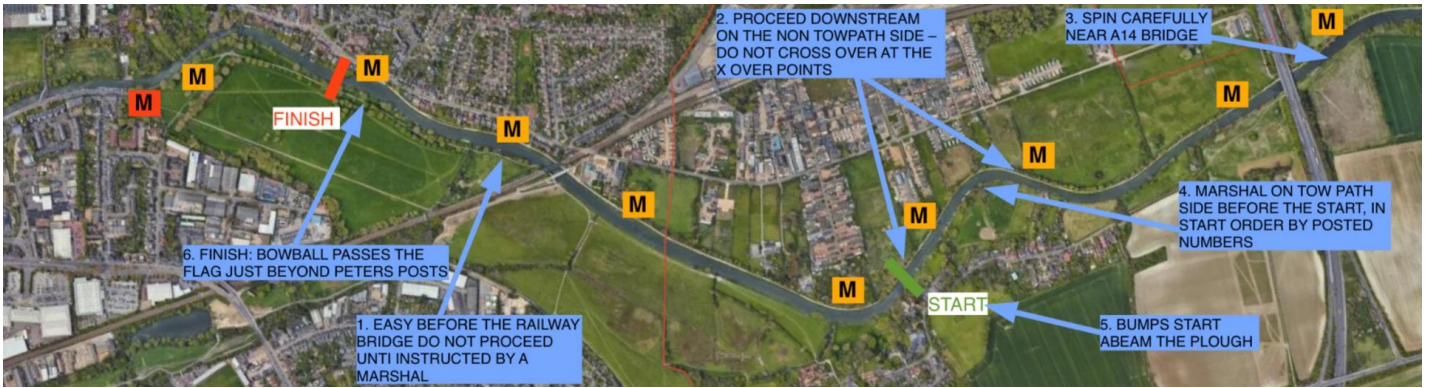 2. PROCEED DOWNSTREAM
ON THE NON TOWPATH SIDE –
DO NOT CROSS OVER AT THE
X OVER POINTS
3. SPIN CAREFULLY
NEAR A14 BRIDGE
M
M
M
M
M
FINISH
M
M
M
4. MARSHAL ON TOW PATH
SIDE BEFORE THE START, IN
START ORDER BY POSTED
NUMBERS
M
6. FINISH: BOWBALL PASSES THE
FLAG JUST BEYOND PETERS POSTS
M
START
1. EASY BEFORE THE RAILWAY
BRIDGE DO NOT PROCEED
UNTI INSTRUCTED BY A
MARSHAL
5. BUMPS START
ABEAM THE PLOUGH